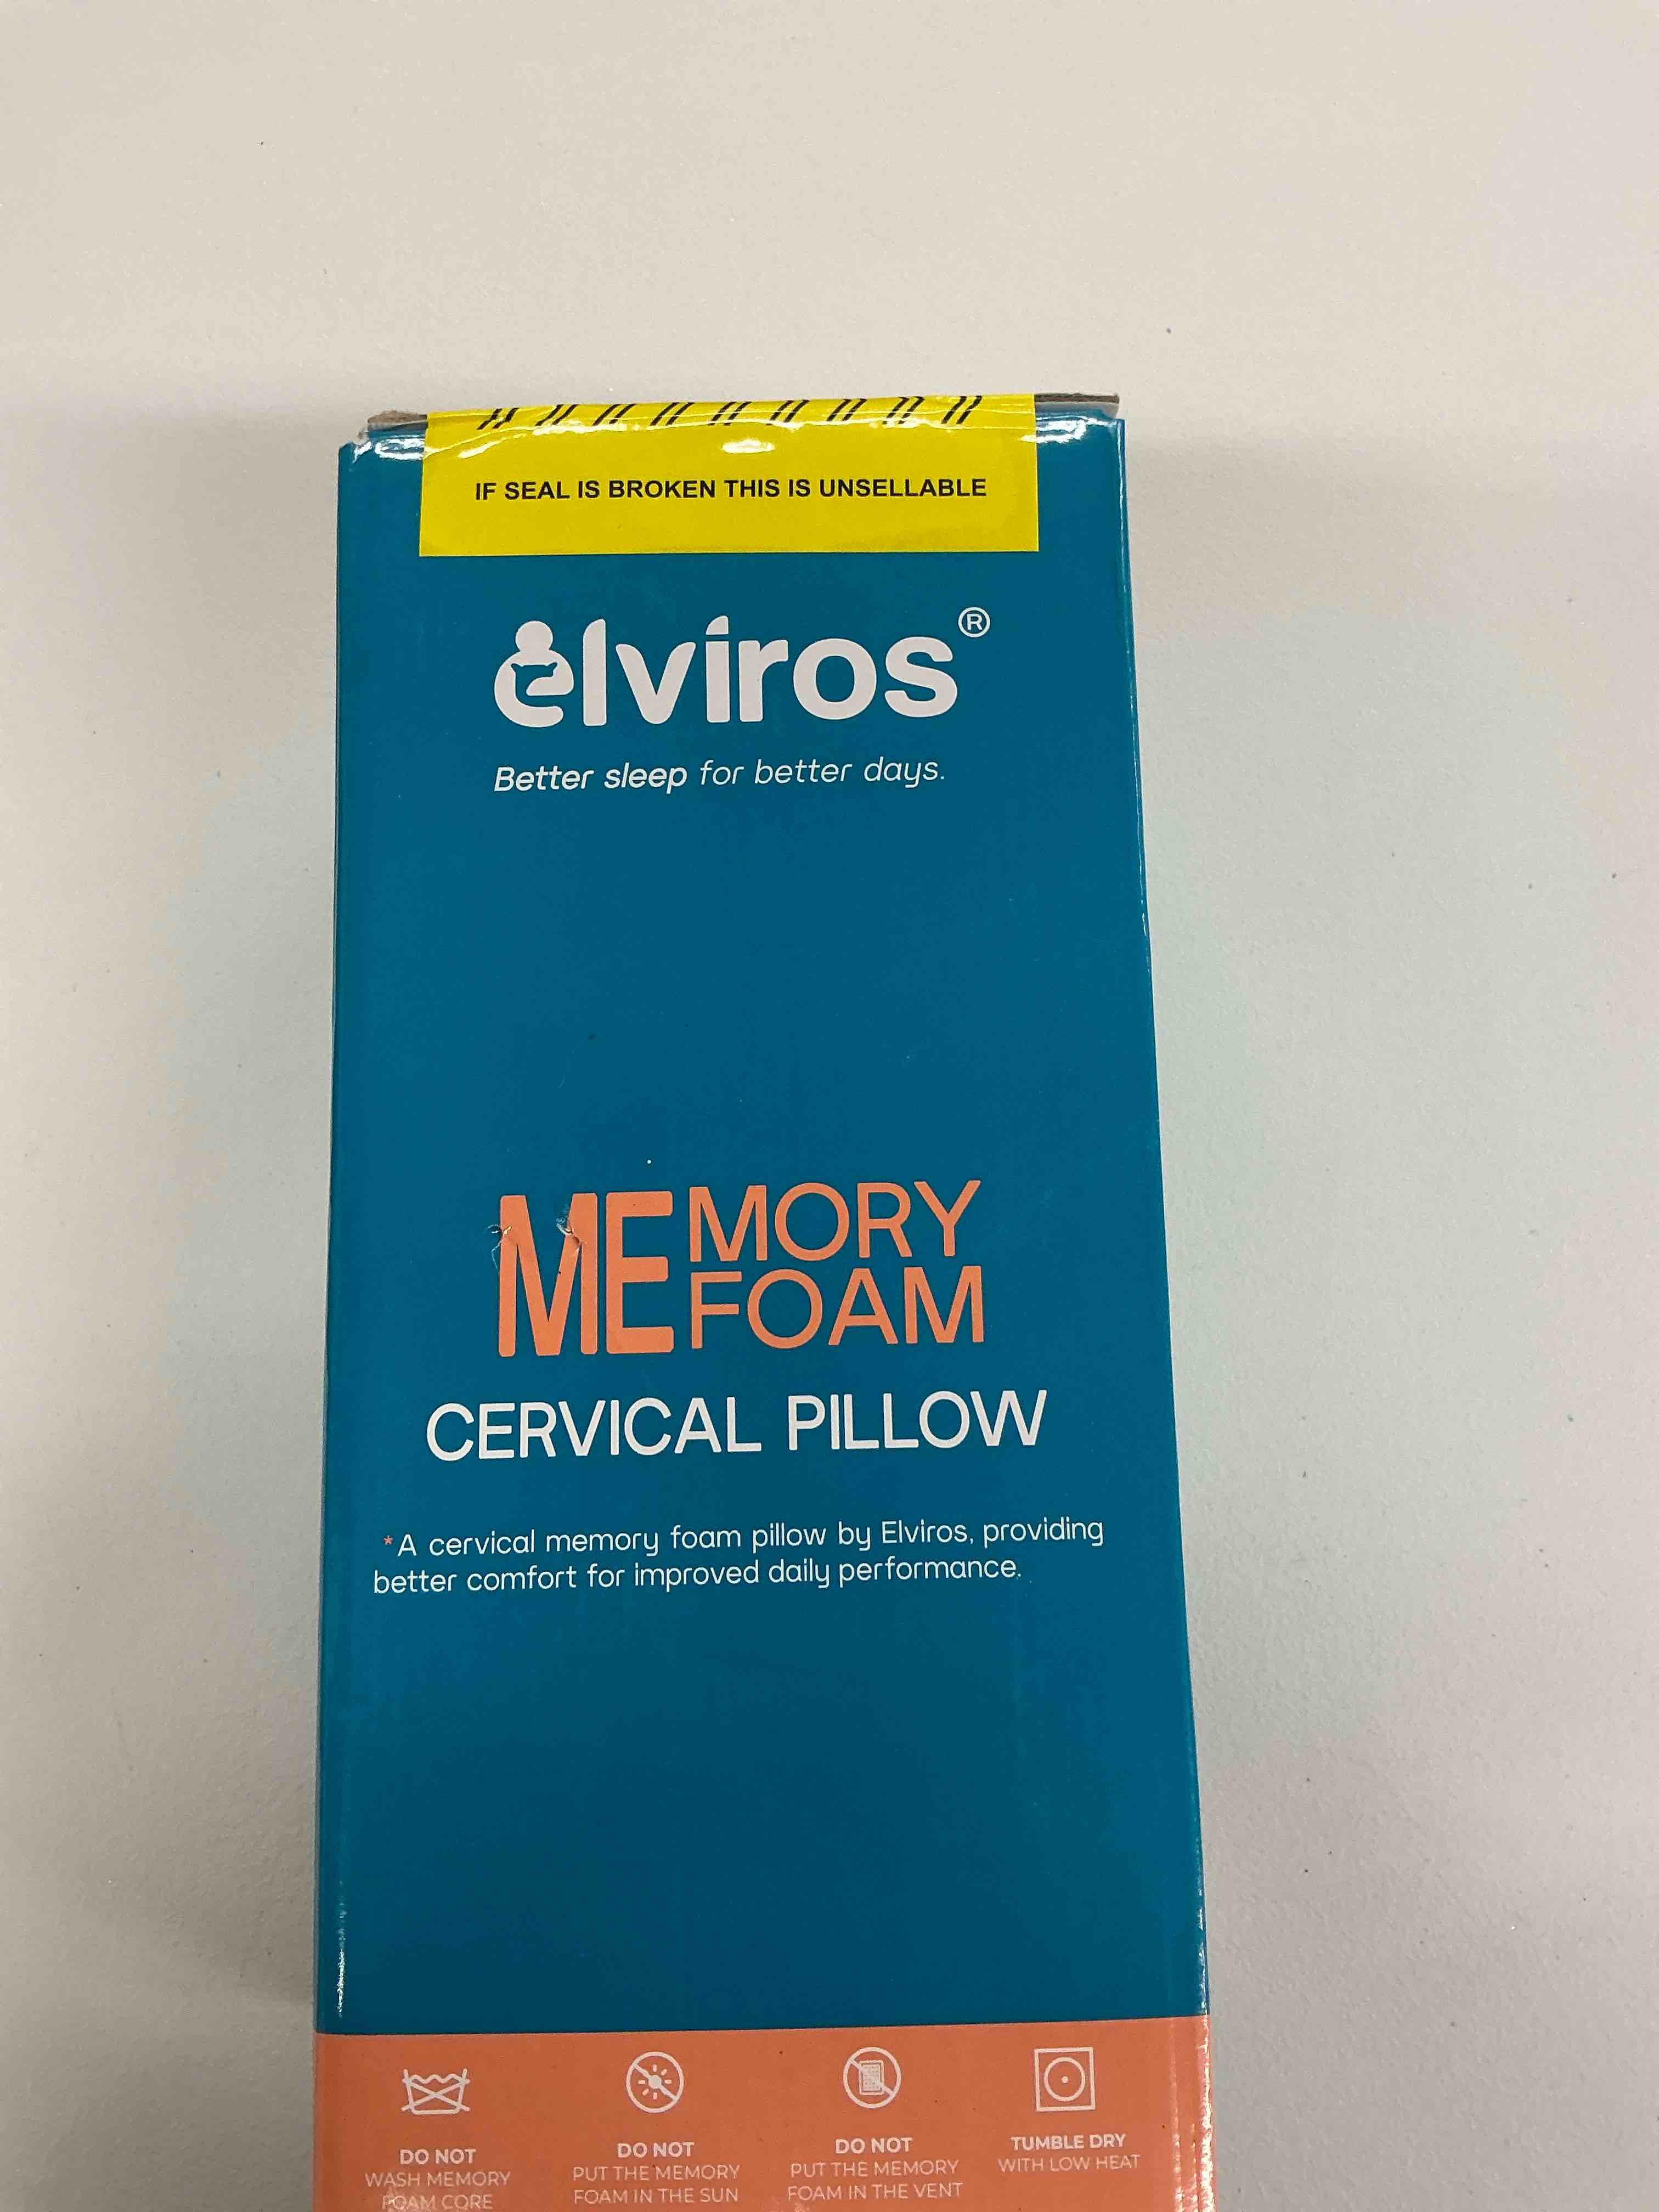 IF SEAL IS BROKEN THIS IS UNSELLABLE
elviros®
Better sleep for better days.
MEMORY
FOAM
CERVICAL PILLOW
*A cervical memory foam pillow by Elviros, providing
better comfort for improved daily performance.
DO NOT
WASH MEMORY
FOAM CORE
DO NOT
PUT THE MEMORY
FOAM IN THE SUN
DO NOT
PUT THE MEMORY
FOAM IN THE VENT
TUMBLE DRY
WITH LOW HEAT